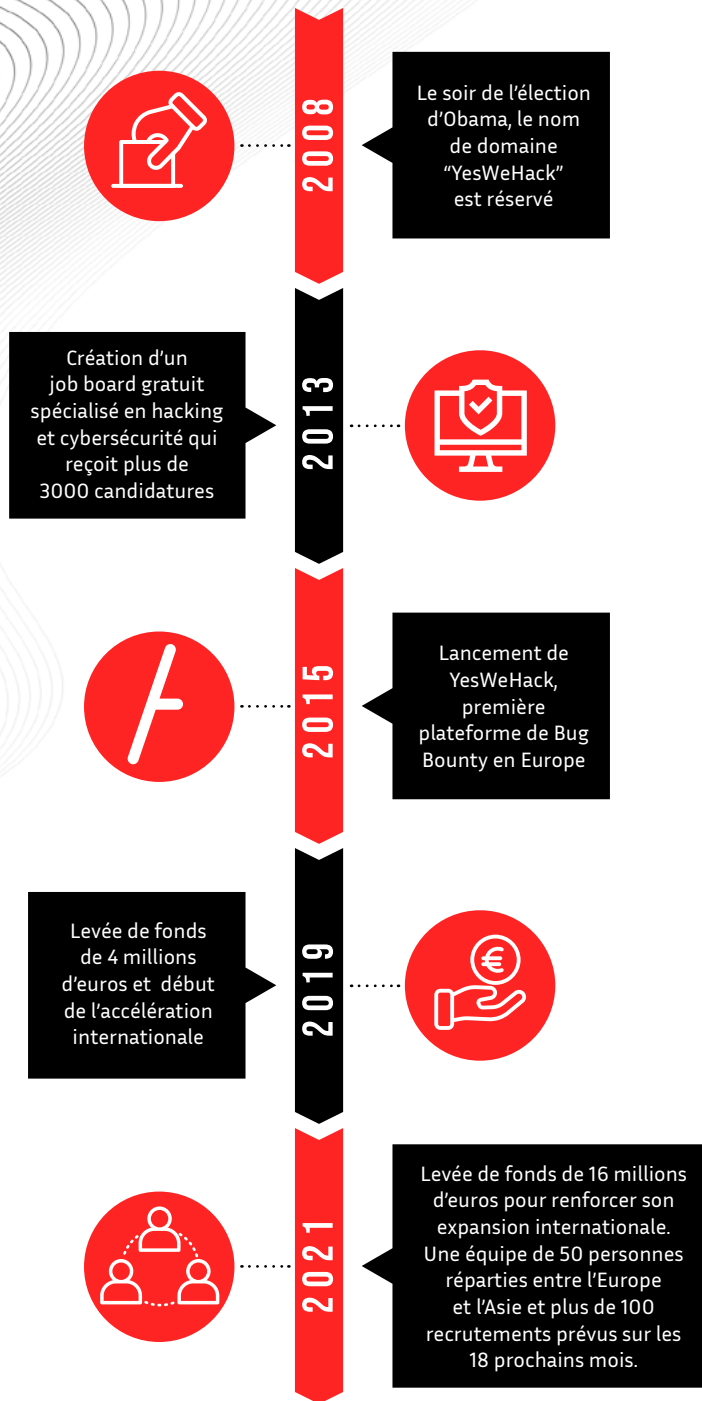 2008
Le soir de l'élection
d'Obama, le nom
de domaine
“YesWeHack”
est réservé
2013
Création d'un
job board gratuit
spécialisé en hacking
et cybersécurité qui
reçoit plus de
3000 candidatures
2015
Lancement de
YesWeHack,
première
plateforme de Bug
Bounty en Europe
2019
Levée de fonds
de 4 millions
d'euros et  début
de l'accélération
internationale
€
2021
Levée de fonds de 16 millions
d'euros pour renforcer son
expansion internationale.
Une équipe de 50 personnes
réparties entre l'Europe
et l'Asie et plus de 100
recrutements prévus sur les
18 prochains mois.